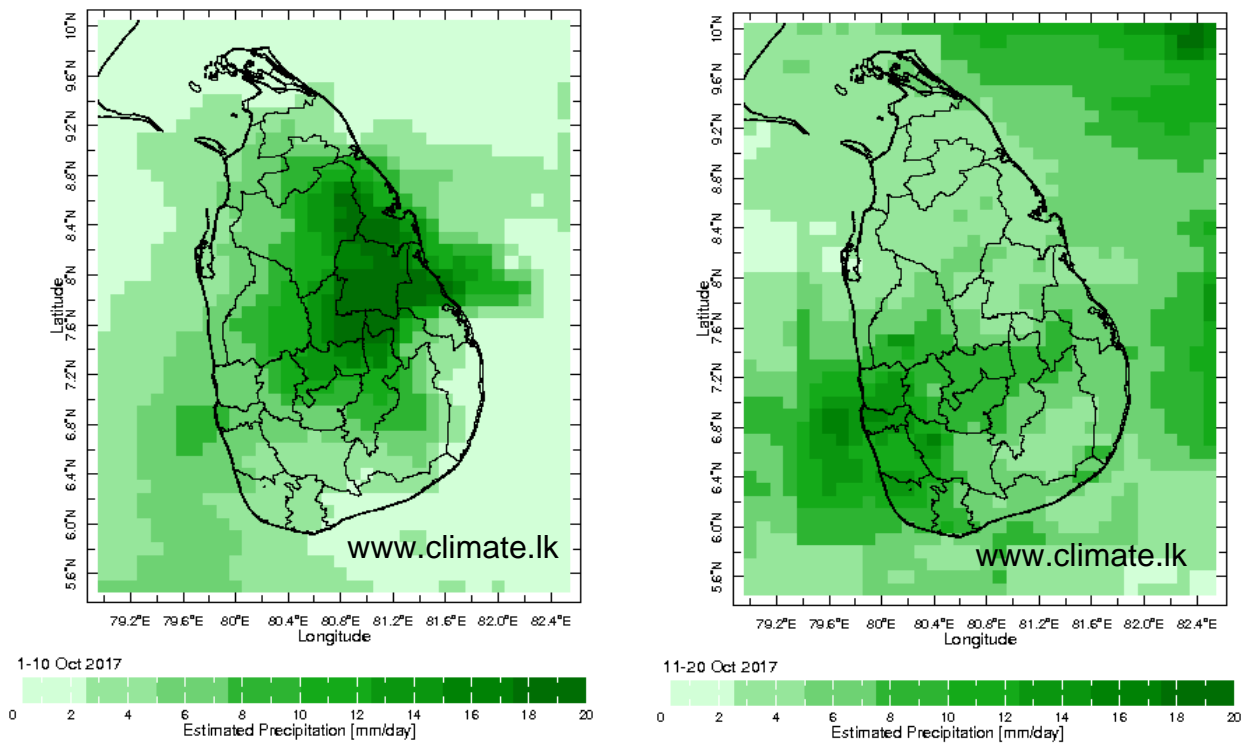 10°N
9.6°N
9.2°N
8.8°N
8.4°N
8°N
7.6°N
7.2°N
6.8°N
6.4°N
6.0°N
5.6°N
Latitude
www.climate.lk
79.2°E 79.6°E 80°E 80.4°E 80.8°E 81.2°E 81.6°E 82.0°E 82.4°E
Longitude
1-10 Oct 2017
0 2 4 6 8 10 12 14 16 18 20
Estimated Precipitation [mm/day]
10°N
9.6°N
9.2°N
8.8°N
8.4°N
8°N
7.6°N
7.2°N
6.8°N
6.4°N
6.0°N
5.6°N
Latitude
www.climate.lk
79.2°E 79.6°E 80°E 80.4°E 80.8°E 81.2°E 81.6°E 82.0°E 82.4°E
Longitude
11-20 Oct 2017
0 2 4 6 8 10 12 14 16 18 20
Estimated Precipitation [mm/day]